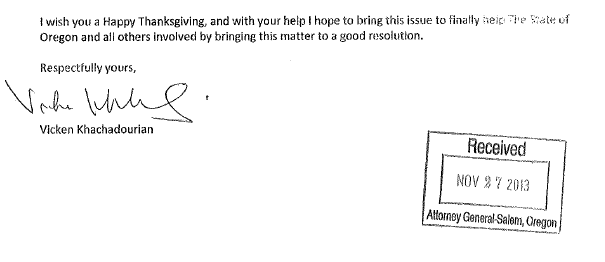 I wish you a Happy Thanksgiving, and with your help I hope to bring this issue to finally help The State of
Oregon and all others involved by bringing this matter to a good resolution.
Respectfully yours,
Vicken Khachadourian
Received
NOV 27 2013
Attorney General-Salem, Oregon